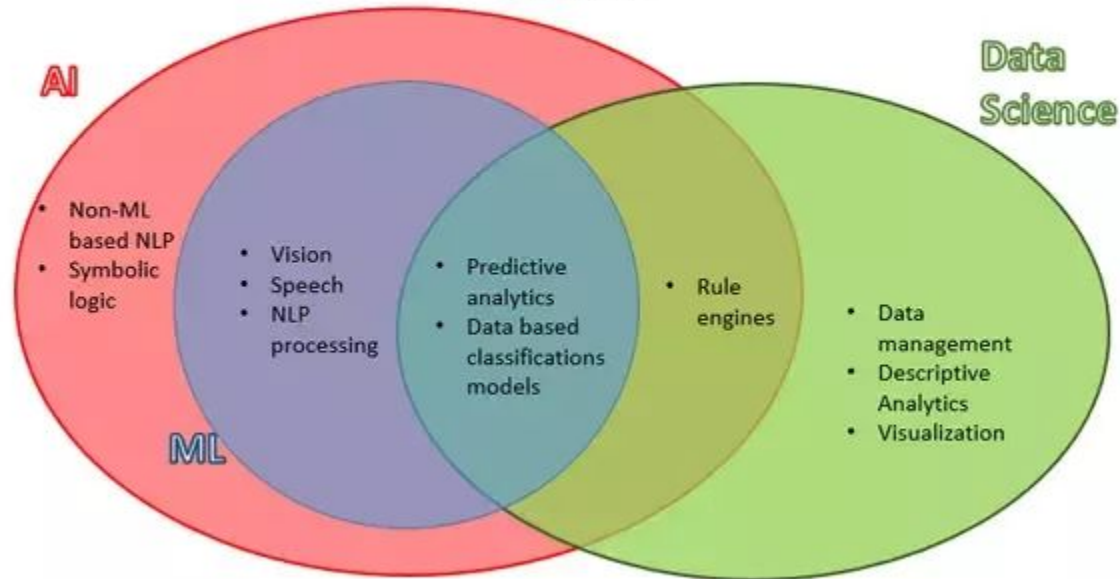 AI
Data
Science
• Non-ML
based NLP
• Symbolic
logic
• Vision
• Speech
• NLP
processing
• Predictive
analytics
• Data based
classifications
models
• Rule
engines
• Data
management
• Descriptive
Analytics
• Visualization
ML